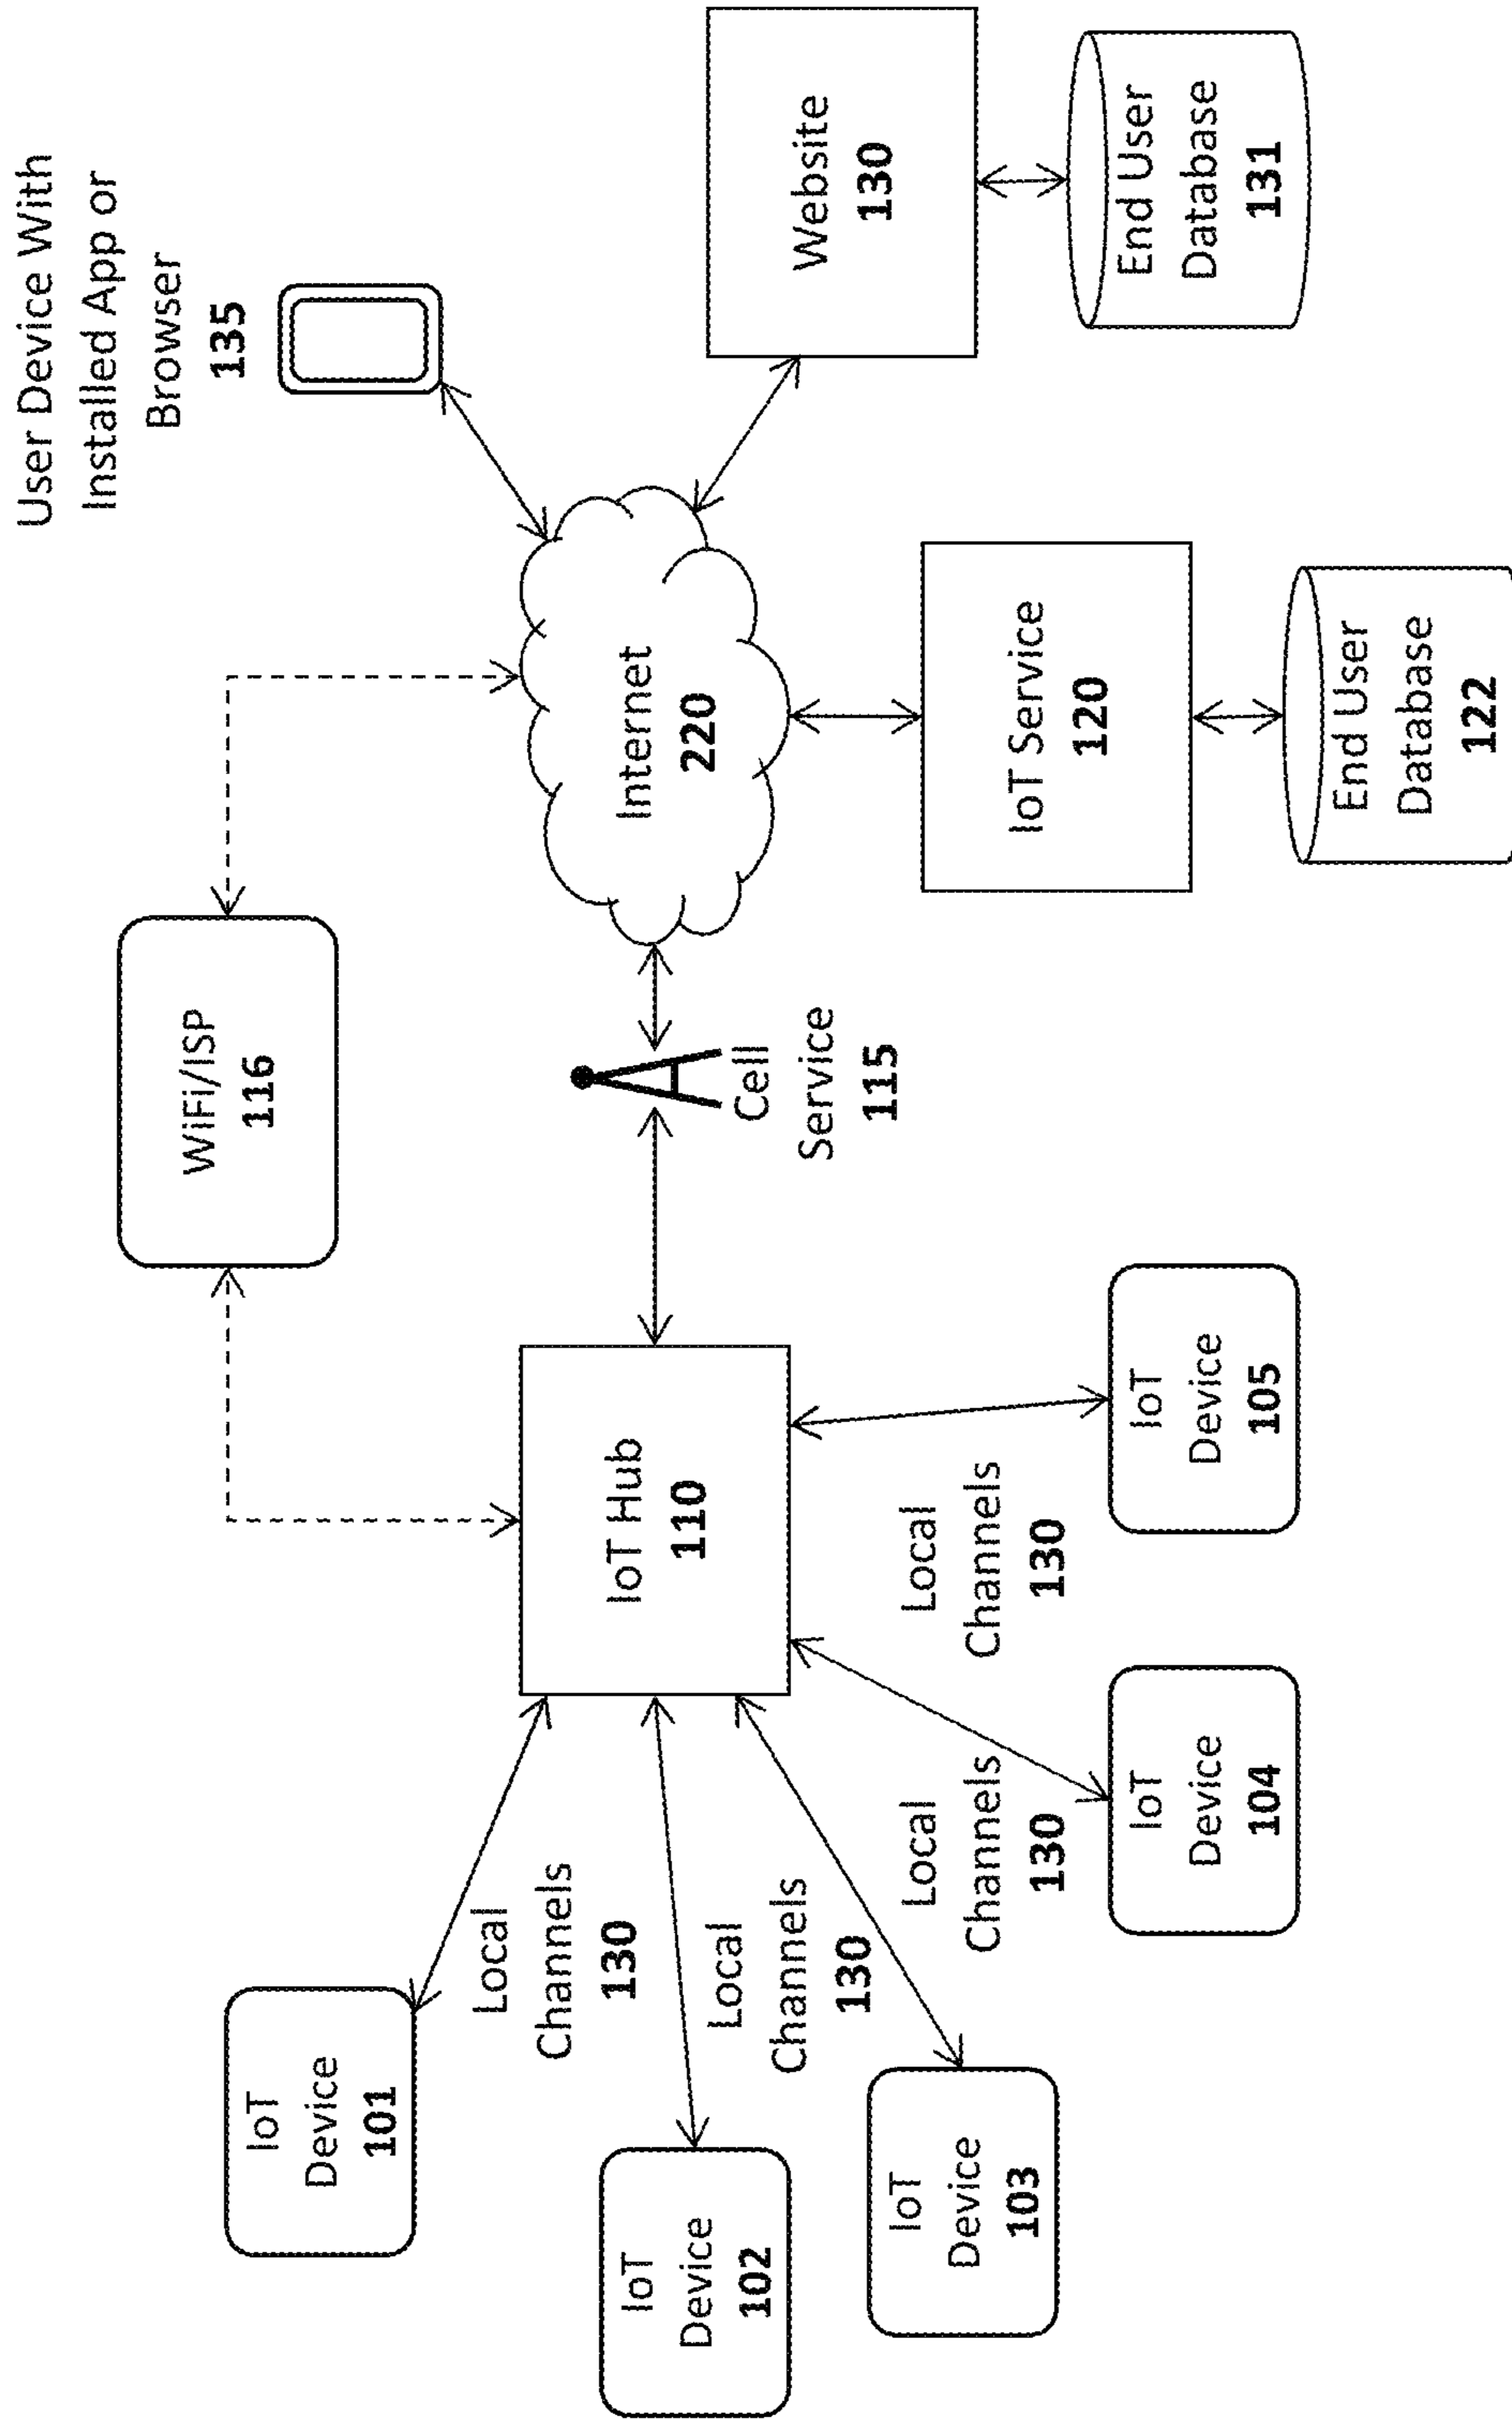 User Device With
Installed App or
Browser
135
WiFi/ISP
116
IoT
Device
101
Local
Channels
130
IoT
Device
102
Local
Channels
130
IoT
Device
103
IoT Hub
110
Cell
Service
115
Internet
220
Website
130
End User
Database
131
Local
Channels
130
IoT
Device
104
Local
Channels
130
IoT
Device
105
IoT Service
120
End User
Database
122